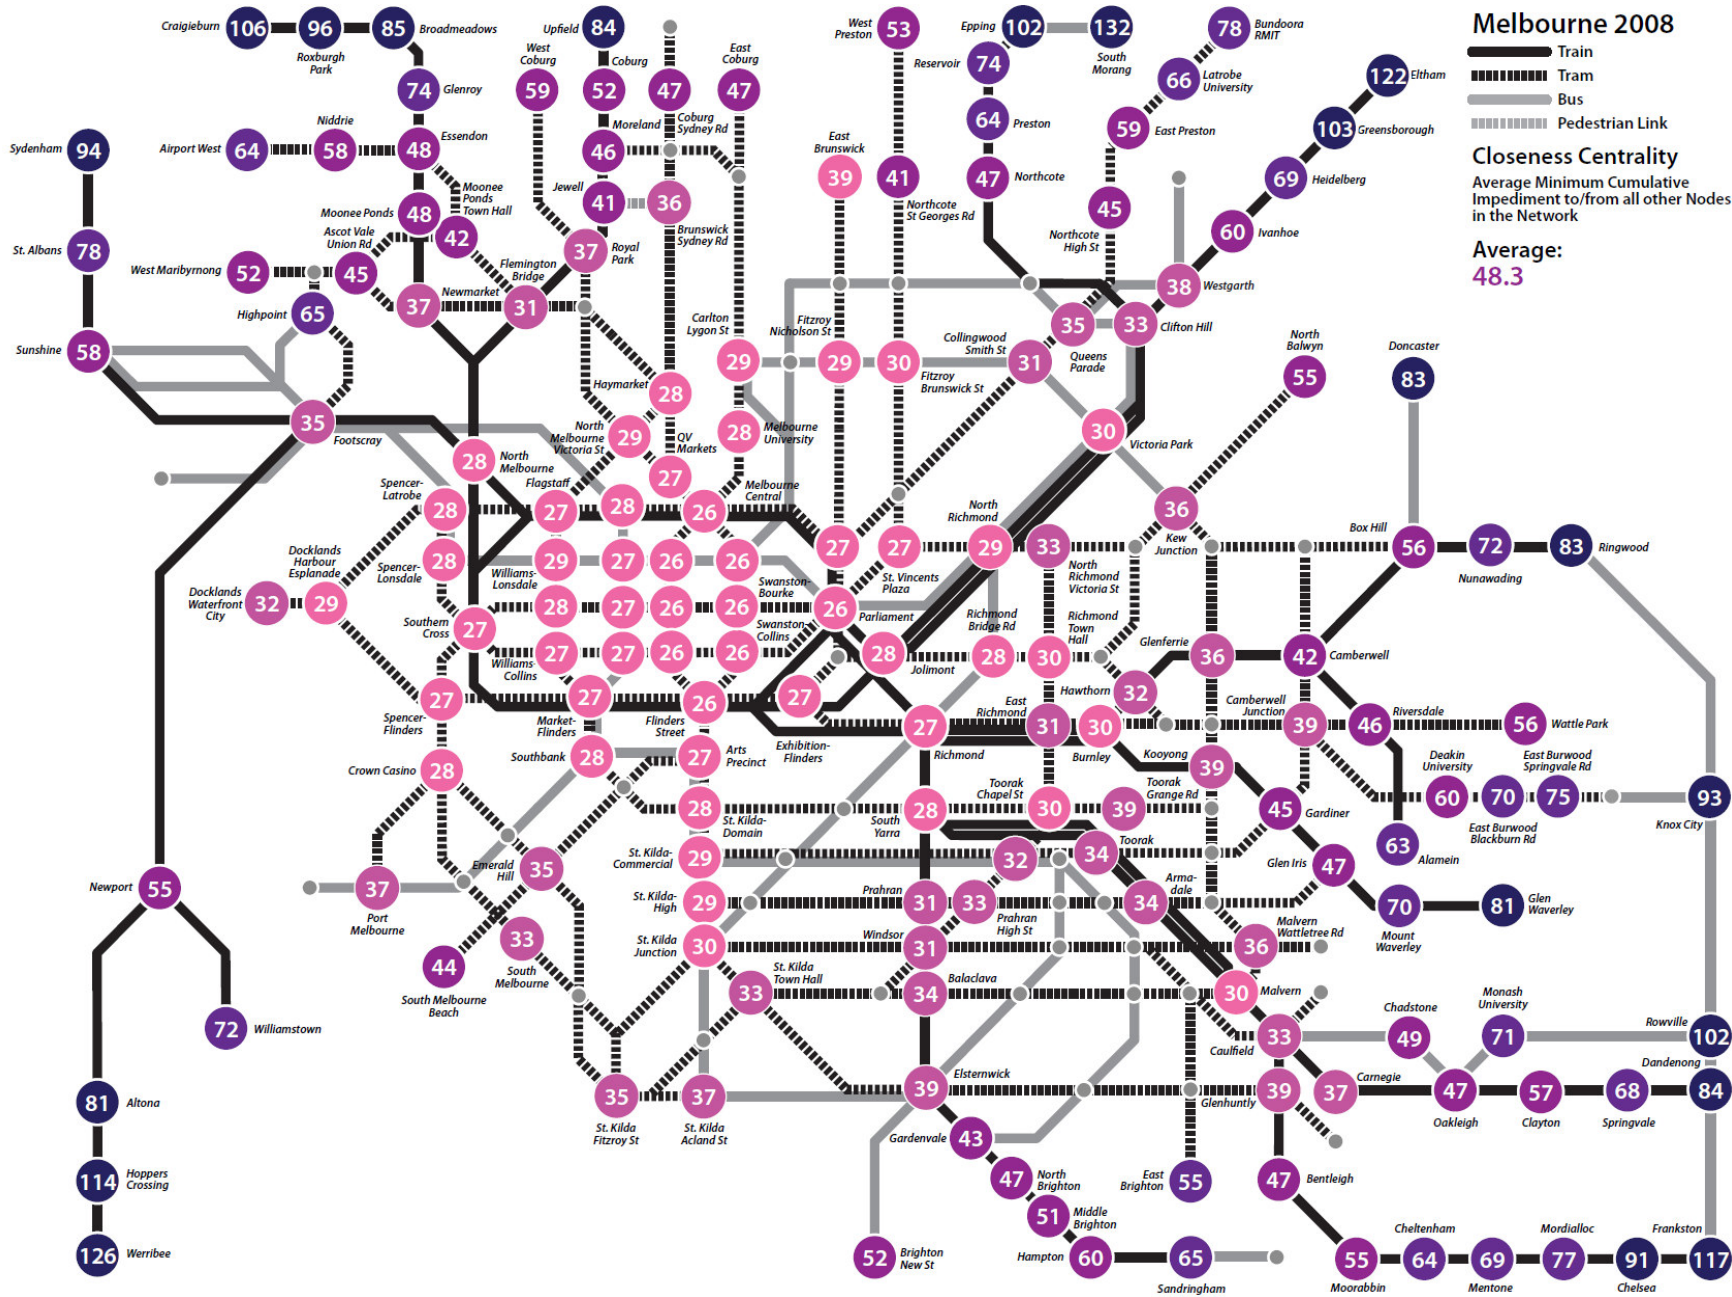 Melbourne 2008
Train
Tram
Bus
Pedestrian Link
Closeness Centrality
Average Minimum Cumulative
Impediment to/from all other Nodes
in the Network
Average:
48.3
Craigieburn 106
96 Roxburgh
Park
85 Broadmeadows
Upfield 84
West
Preston 53
Epping 102
132 South
Morang
78 Bundoora
RMIT
74 Glenroy
West
Coburg 59
52 Coburg
47 Coburg
Sydney Rd
East
Coburg 47
Reservoir 74
66 Latrobe
University
122 Eltham
Sydenham 94
Airport West 64
Niddrie 58
48 Essendon
Moreland 46
East
Brunswick 39
41 Northcote
St Georges Rd
64 Preston
47 Northcote
59 East Preston
103 Greensborough
69 Heidelberg
Moonee Ponds 48
Moonee
Ponds
Town Hall 42
Jewell 41
36 Brunswick
Sydney Rd
45 Northcote
High St
60 Ivanhoe
St. Albans 78
West Maribyrnong 52
Ascot Vale
Union Rd 45
37 Royal
Park
Highpoint 65
37 Newmarket
Flemington
Bridge 31
38 Westgarth
Sunshine 58
Carlton
Lygon St 29
Fitzroy
Nicholson St 29
30 Fitzroy
Brunswick St
Collingwood
Smith St 31
35 Queens
Parade
33 Clifton Hill
North
Balwyn 55
Doncaster 83
35 Footscray
Haymarket 28
28 North
Melbourne
North
Melbourne
Victoria St 29
QV
Markets 27
28 Melbourne
University
30 Victoria Park
Spencer-
Latrobe 28
Flagstaff 27
28
Melbourne
Central 26
27
27 St. Vincents
Plaza
North
Richmond 29
33 North
Richmond
Victoria St
36 Kew
Junction
Box Hill 56
72 Nunawading
83 Ringwood
Spencer-
Lonsdale 28
29 Williams-
Lonsdale
27
26
26
Docklands
Waterfront
City 32
Docklands
Harbour
Esplanade 29
Southern
Cross 27
28
27
26
26 Swanston-
Bourke
26 Parliament
Williams-
Collins 27
27
26
26 Swanston-
Collins
28 Jolimont
Richmond
Bridge Rd 28
30 Richmond
Town
Hall
Glenferrie 36
42 Camberwell
Hawthorn 32
Spencer-
Flinders 27
27 Market-
Flinders
26 Flinders
Street
27 Exhibition-
Flinders
27 Richmond
East
Richmond 31
30 Burnley
Camberwell
Junction 39
46 Riversdale
56 Wattle Park
Crown Casino 28
Southbank 28
27 Arts
Precinct
Kooyong 39
Deakin
University 60
70 East Burwood
Blackburn Rd
East Burwood
Springvale Rd 75
93 Knox City
28 St. Kilda-
Domain
South
Yarra 28
Toorak
Chapel St 30
Toorak
Grange Rd 39
45 Gardiner
63 Alamein
Emerald
Hill 35
St. Kilda-
Commercial 29
32
34 Toorak
Glen Iris 47
Newport 55
37 Port
Melbourne
St. Kilda-
High 29
Prahran 31
33 Prahran
High St
Arma-
dale 34
70 Mount
Waverley
81 Glen
Waverley
44 South Melbourne
Beach
33 South
Melbourne
St. Kilda
Junction 30
Windsor 31
36 Malvern
Wattletree Rd
72 Williamstown
St. Kilda
Town Hall 33
34 Balaclava
30 Malvern
Caulfield 33
Chadstone 49
Monash
University 71
Rowville 102
81 Altona
35 St. Kilda
Fitzroy St
37 St. Kilda
Acland St
39 Elsternwick
Glenhuntly 39
37 Carnegie
47 Oakleigh
57 Clayton
68 Springvale
Dandenong 84
Gardenvale 43
114 Hoppers
Crossing
47 North
Brighton
East
Brighton 55
47 Bentleigh
51 Middle
Brighton
126 Werribee
52 Brighton
New St
Hampton 60
65 Sandringham
55 Moorabbin
Cheltenham 64
69 Mentone
Mordialloc 77
91 Chelsea
Frankston 117